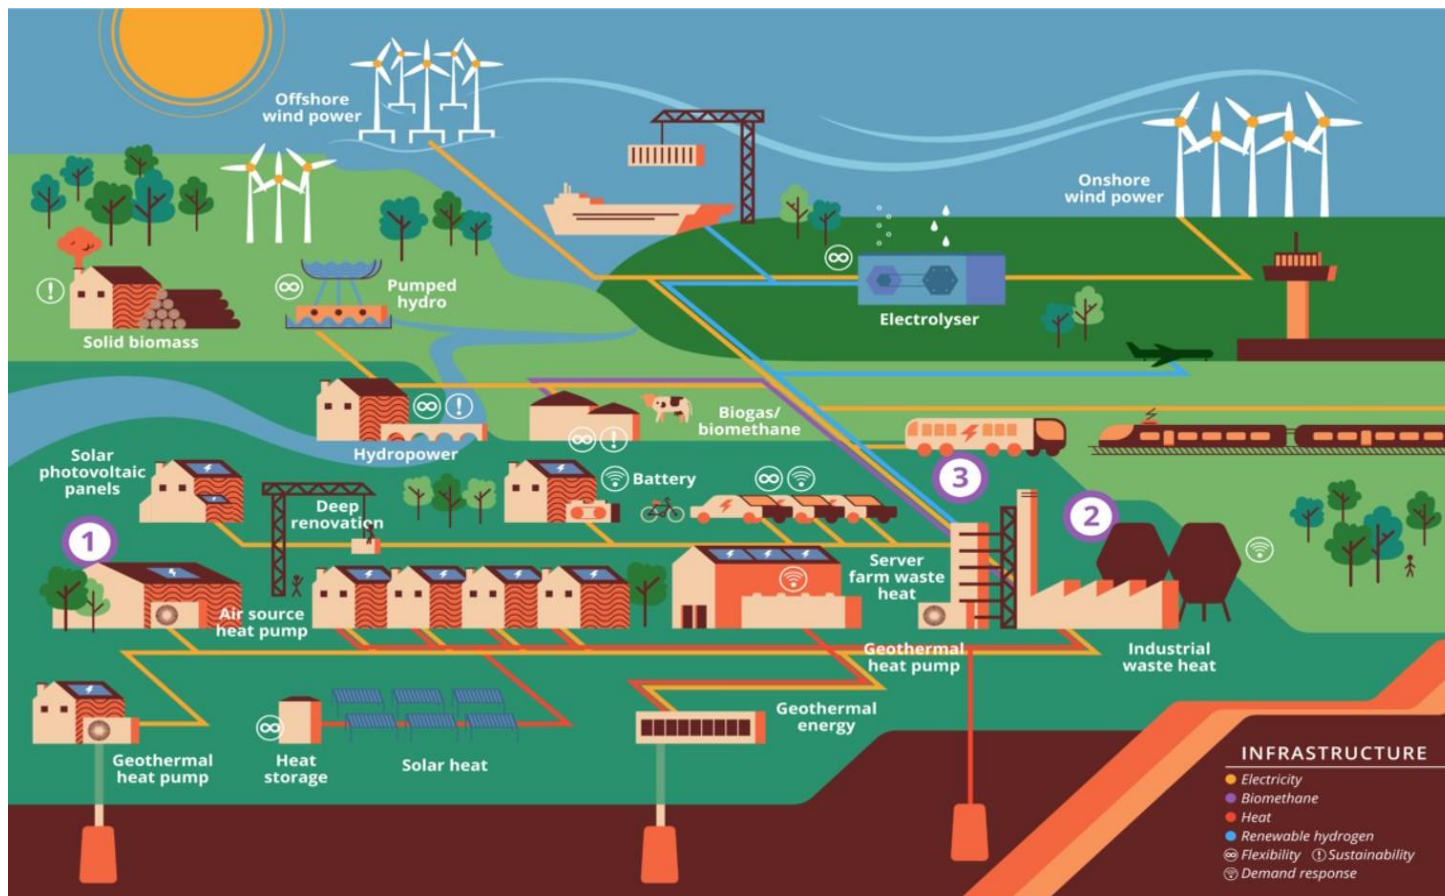 Offshore
wind power
Onshore
wind power
Pumped
hydro
Solid biomass
Electrolyser
Biogas/
biomethane
Hydropower
Solar
photovoltaic
panels
Battery
3
Deep
renovation
2
1
Server
farm waste
heat
Air source
heat pump
Geothermal
heat pump
Industrial
waste heat
Geothermal
energy
Geothermal
heat pump
Heat
storage
Solar heat
INFRASTRUCTURE
Electricity
Biomethane
Heat
Renewable hydrogen
Flexibility
Sustainability
Demand response